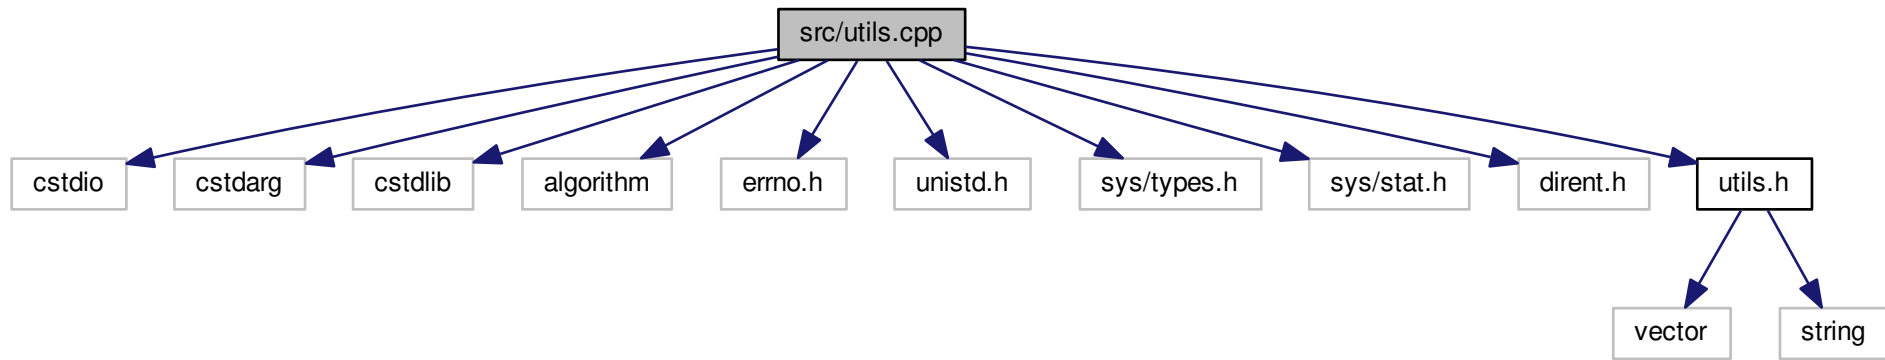 src/utils.cpp
cstdio
cstdarg
cstdlib
algorithm
errno.h
unistd.h
sys/types.h
sys/stat.h
dirent.h
utils.h
vector
string